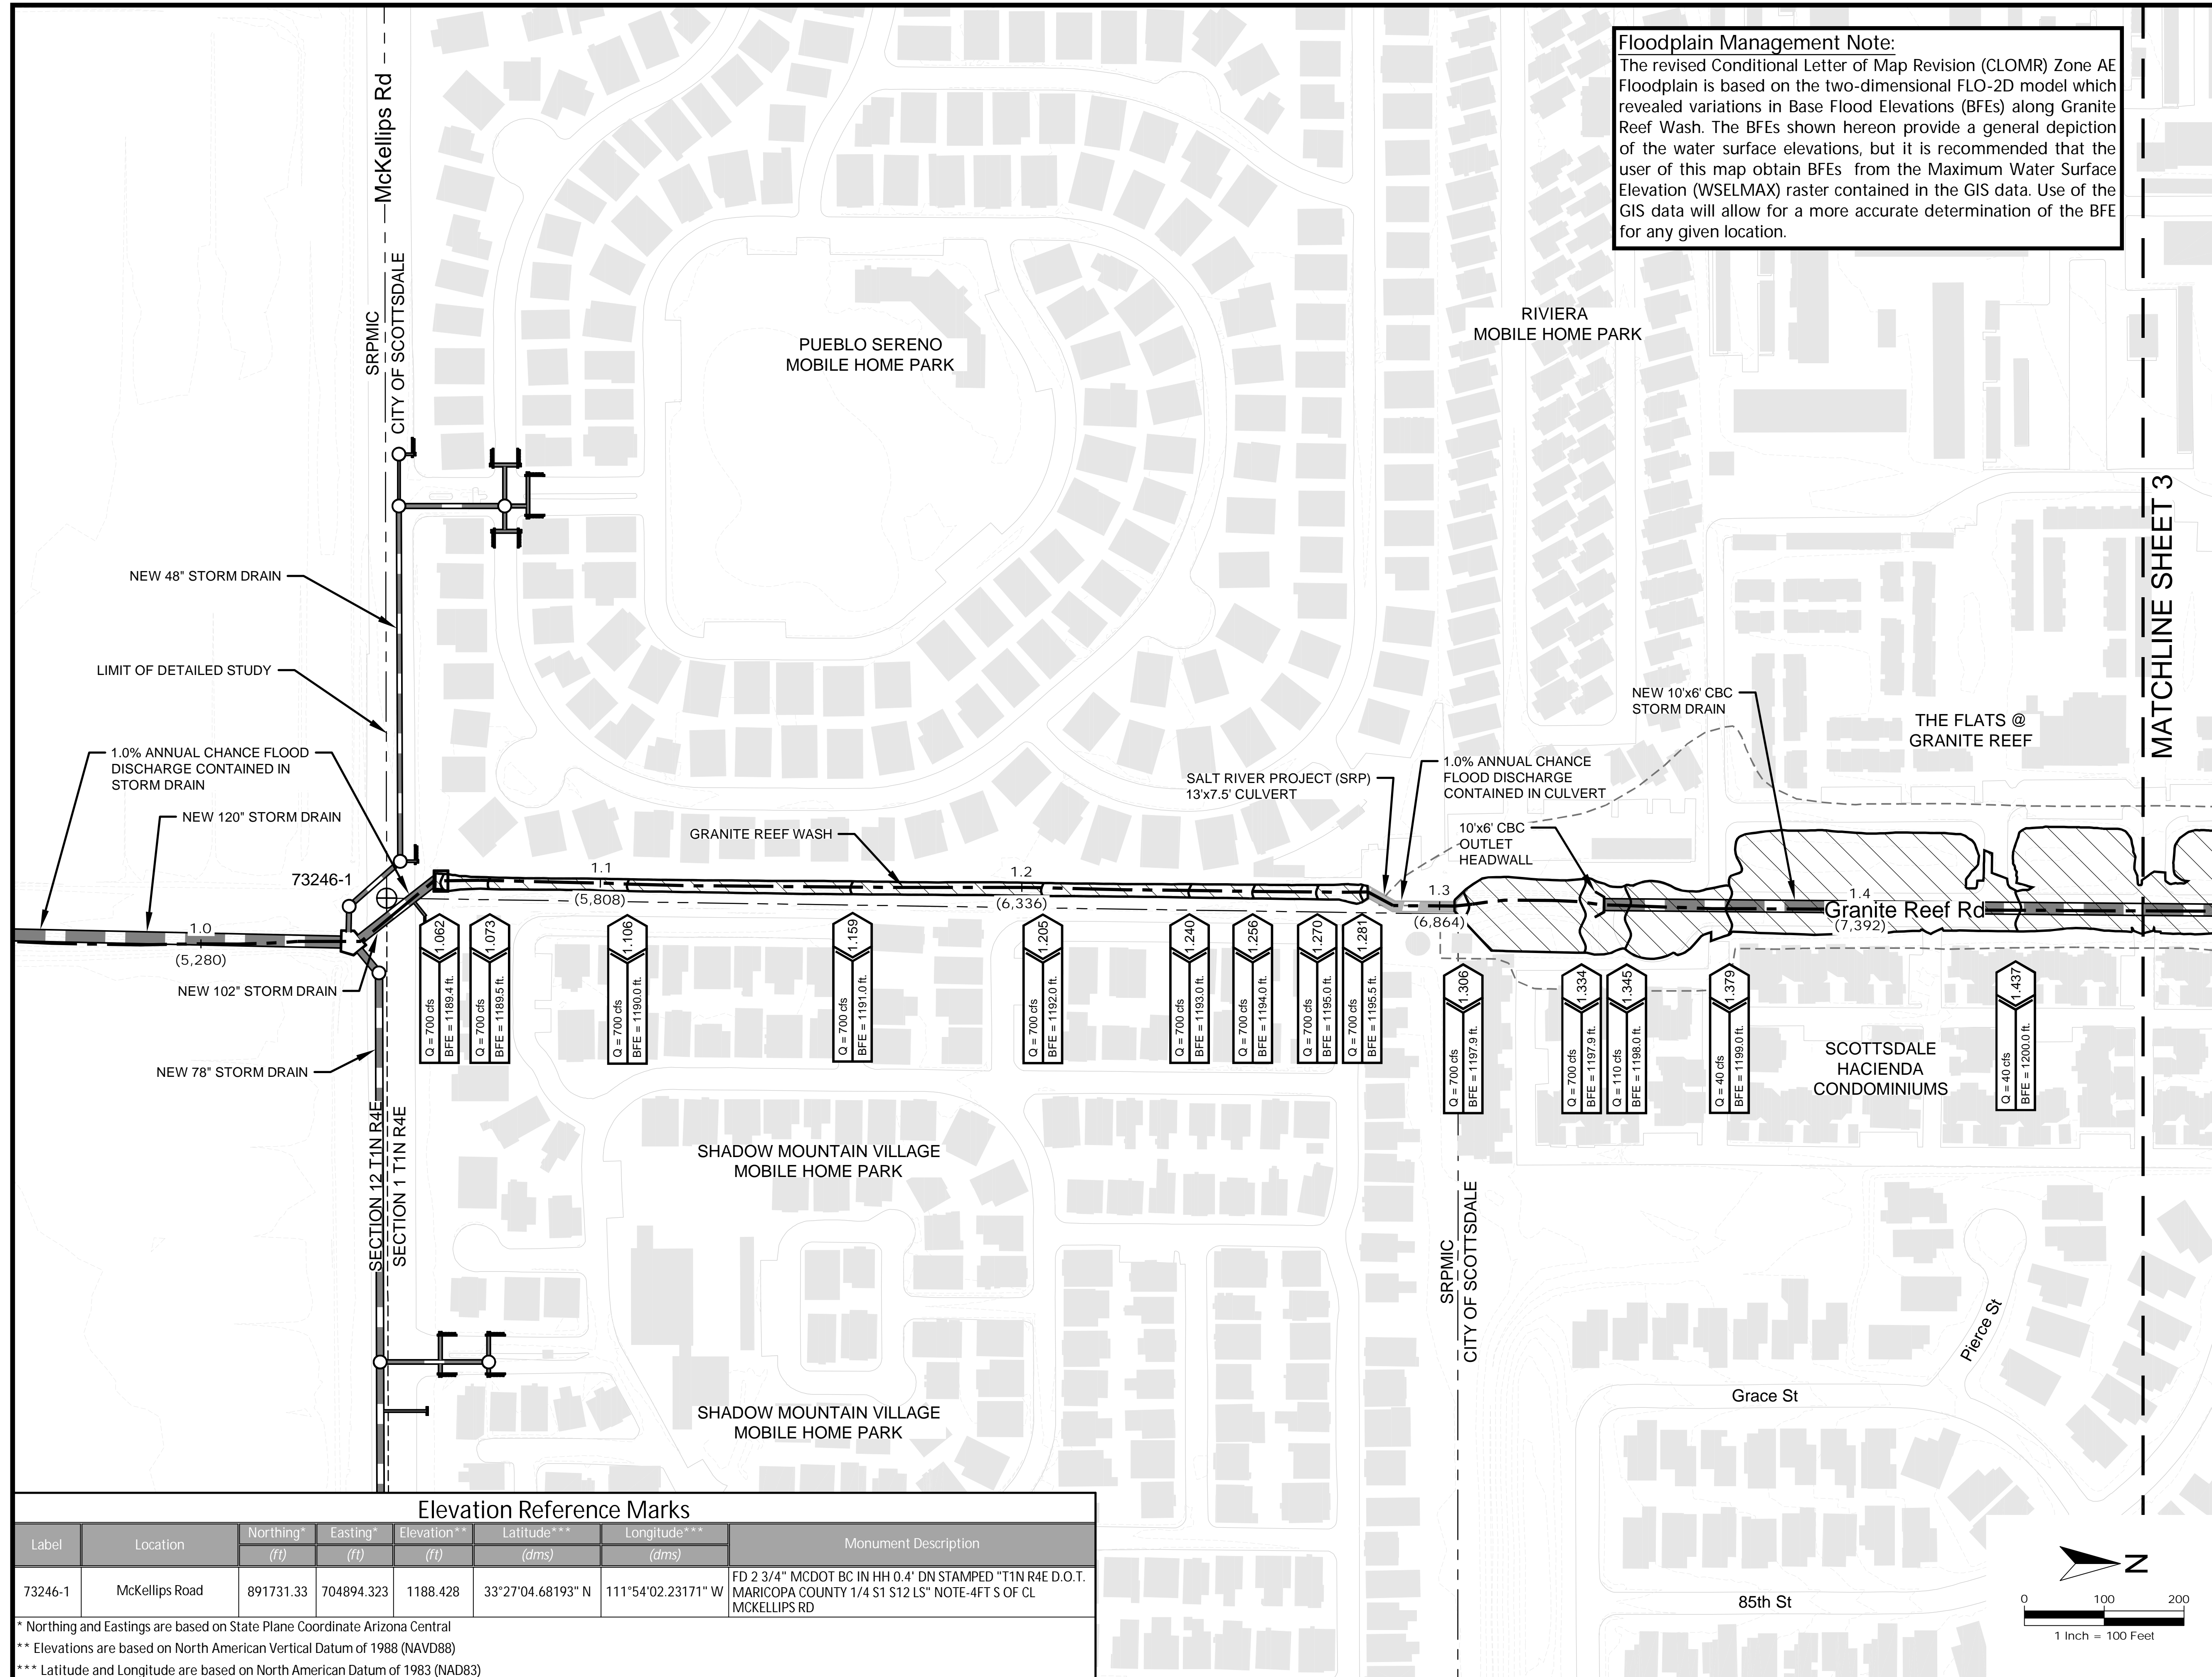 Floodplain Management Note:
The revised Conditional Letter of Map Revision (CLOMR) Zone AE
Floodplain is based on the two-dimensional FLO-2D model which
revealed variations in Base Flood Elevations (BFEs) along Granite
Reef Wash. The BFEs shown hereon provide a general depiction
of the water surface elevations, but it is recommended that the
user of this map obtain BFEs from the Maximum Water Surface
Elevation (WSELMAX) raster contained in the GIS data. Use of the
GIS data will allow for a more accurate determination of the BFE
for any given location.
McKellips Rd
SRPMIC
CITY OF SCOTTSDALE
PUEBLO SERENO
MOBILE HOME PARK
RIVIERA
MOBILE HOME PARK
MATCHLINE SHEET 3
NEW 48" STORM DRAIN
LIMIT OF DETAILED STUDY
1.0% ANNUAL CHANCE FLOOD
DISCHARGE CONTAINED IN
STORM DRAIN
NEW 120" STORM DRAIN
73246-1
1.0
(5,280)
NEW 102" STORM DRAIN
NEW 78" STORM DRAIN
SECTION 12 T1N R4E
SECTION 1 T1N R4E
GRANITE REEF WASH
1.1
(5,808)
1.2
(6,336)
SALT RIVER PROJECT (SRP)
13'x7.5' CULVERT
1.0% ANNUAL CHANCE
FLOOD DISCHARGE
CONTAINED IN CULVERT
10'x6' CBC
OUTLET
HEADWALL
1.3
(6,864)
NEW 10'x6' CBC
STORM DRAIN
THE FLATS @
GRANITE REEF
1.4
Granite Reef Rd
(7,392)
1.062
Q = 700 cfs
BFE = 1189.4 ft.
1.073
Q = 700 cfs
BFE = 1189.5 ft.
1.106
Q = 700 cfs
BFE = 1190.0 ft.
1.159
Q = 700 cfs
BFE = 1191.0 ft.
1.205
Q = 700 cfs
BFE = 1192.0 ft.
1.240
Q = 700 cfs
BFE = 1193.0 ft.
1.256
Q = 700 cfs
BFE = 1194.0 ft.
1.270
Q = 700 cfs
BFE = 1195.0 ft.
1.281
Q = 700 cfs
BFE = 1195.5 ft.
1.306
Q = 700 cfs
BFE = 1197.9 ft.
1.334
Q = 700 cfs
BFE = 1197.9 ft.
1.345
Q = 110 cfs
BFE = 1198.0 ft.
1.379
Q = 40 cfs
BFE = 1199.0 ft.
1.437
Q = 40 cfs
BFE = 1200.0 ft.
SCOTTSDALE
HACIENDA
CONDOMINIUMS
SHADOW MOUNTAIN VILLAGE
MOBILE HOME PARK
SRPMIC
CITY OF SCOTTSDALE
Pierce St
Grace St
SHADOW MOUNTAIN VILLAGE
MOBILE HOME PARK
85th St
N
0 100 200
1 Inch = 100 Feet
Elevation Reference Marks
Label Location Northing* Easting* Elevation** Latitude*** Longitude*** Monument Description
(ft) (ft) (ft) (dms) (dms)
73246-1 McKellips Road 891731.33 704894.323 1188.428 33°27'04.68193" N 111°54'02.23171" W FD 2 3/4" MCDOT BC IN HH 0.4' DN STAMPED "T1N R4E D.O.T.
MARICOPA COUNTY 1/4 S1 S12 LS" NOTE-4FT S OF CL
MCKELLIPS RD
* Northing and Eastings are based on State Plane Coordinate Arizona Central
** Elevations are based on North American Vertical Datum of 1988 (NAVD88)
*** Latitude and Longitude are based on North American Datum of 1983 (NAD83)